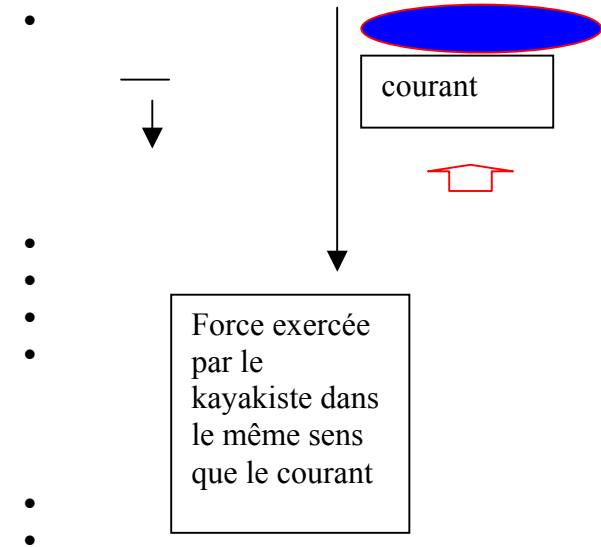 courant
Force exercée
par le
kayakiste dans
le même sens
que le courant